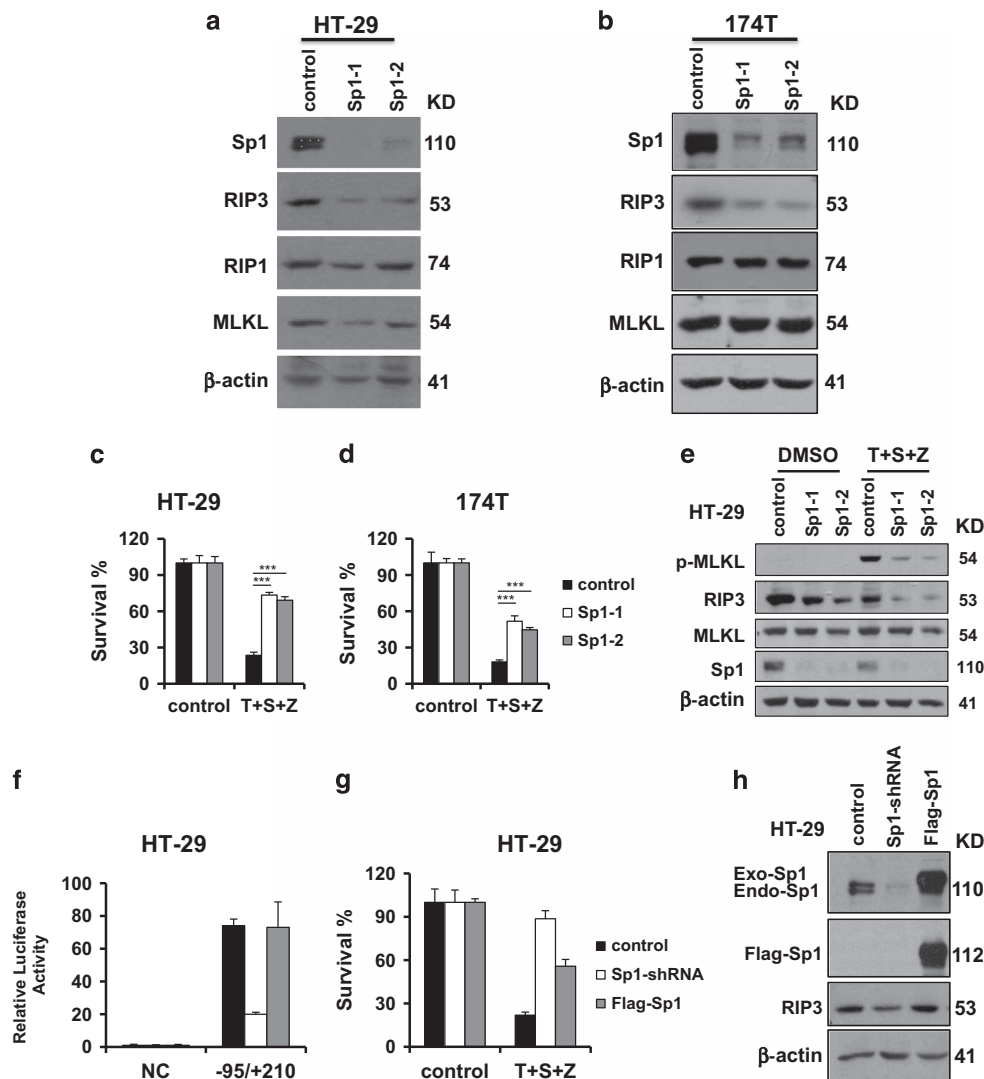 a
HT-29
control
Sp1-1
Sp1-2
KD
Sp1
110
RIP3
53
RIP1
74
MLKL
54
β-actin
41
b
174T
control
Sp1-1
Sp1-2
KD
Sp1
110
RIP3
53
RIP1
74
MLKL
54
β-actin
41
c
HT-29
Survival %
120
90
60
30
0
***
***
control T+S+Z
d
174T
Survival %
120
90
60
30
0
***
***
control T+S+Z
control
Sp1-1
Sp1-2
e
DMSO T+S+Z
HT-29
control
Sp1-1
Sp1-2
control
Sp1-1
Sp1-2
KD
p-MLKL
54
RIP3
53
MLKL
54
Sp1
110
β-actin
41
f
HT-29
Relative Luciferase
Activity
100
80
60
40
20
0
NC -95/+210
g
HT-29
Survival %
120
90
60
30
0
control T+S+Z
control
Sp1-shRNA
Flag-Sp1
h
HT-29
control
Sp1-shRNA
Flag-Sp1
KD
Exo-Sp1
Endo-Sp1
110
Flag-Sp1
112
RIP3
53
β-actin
41